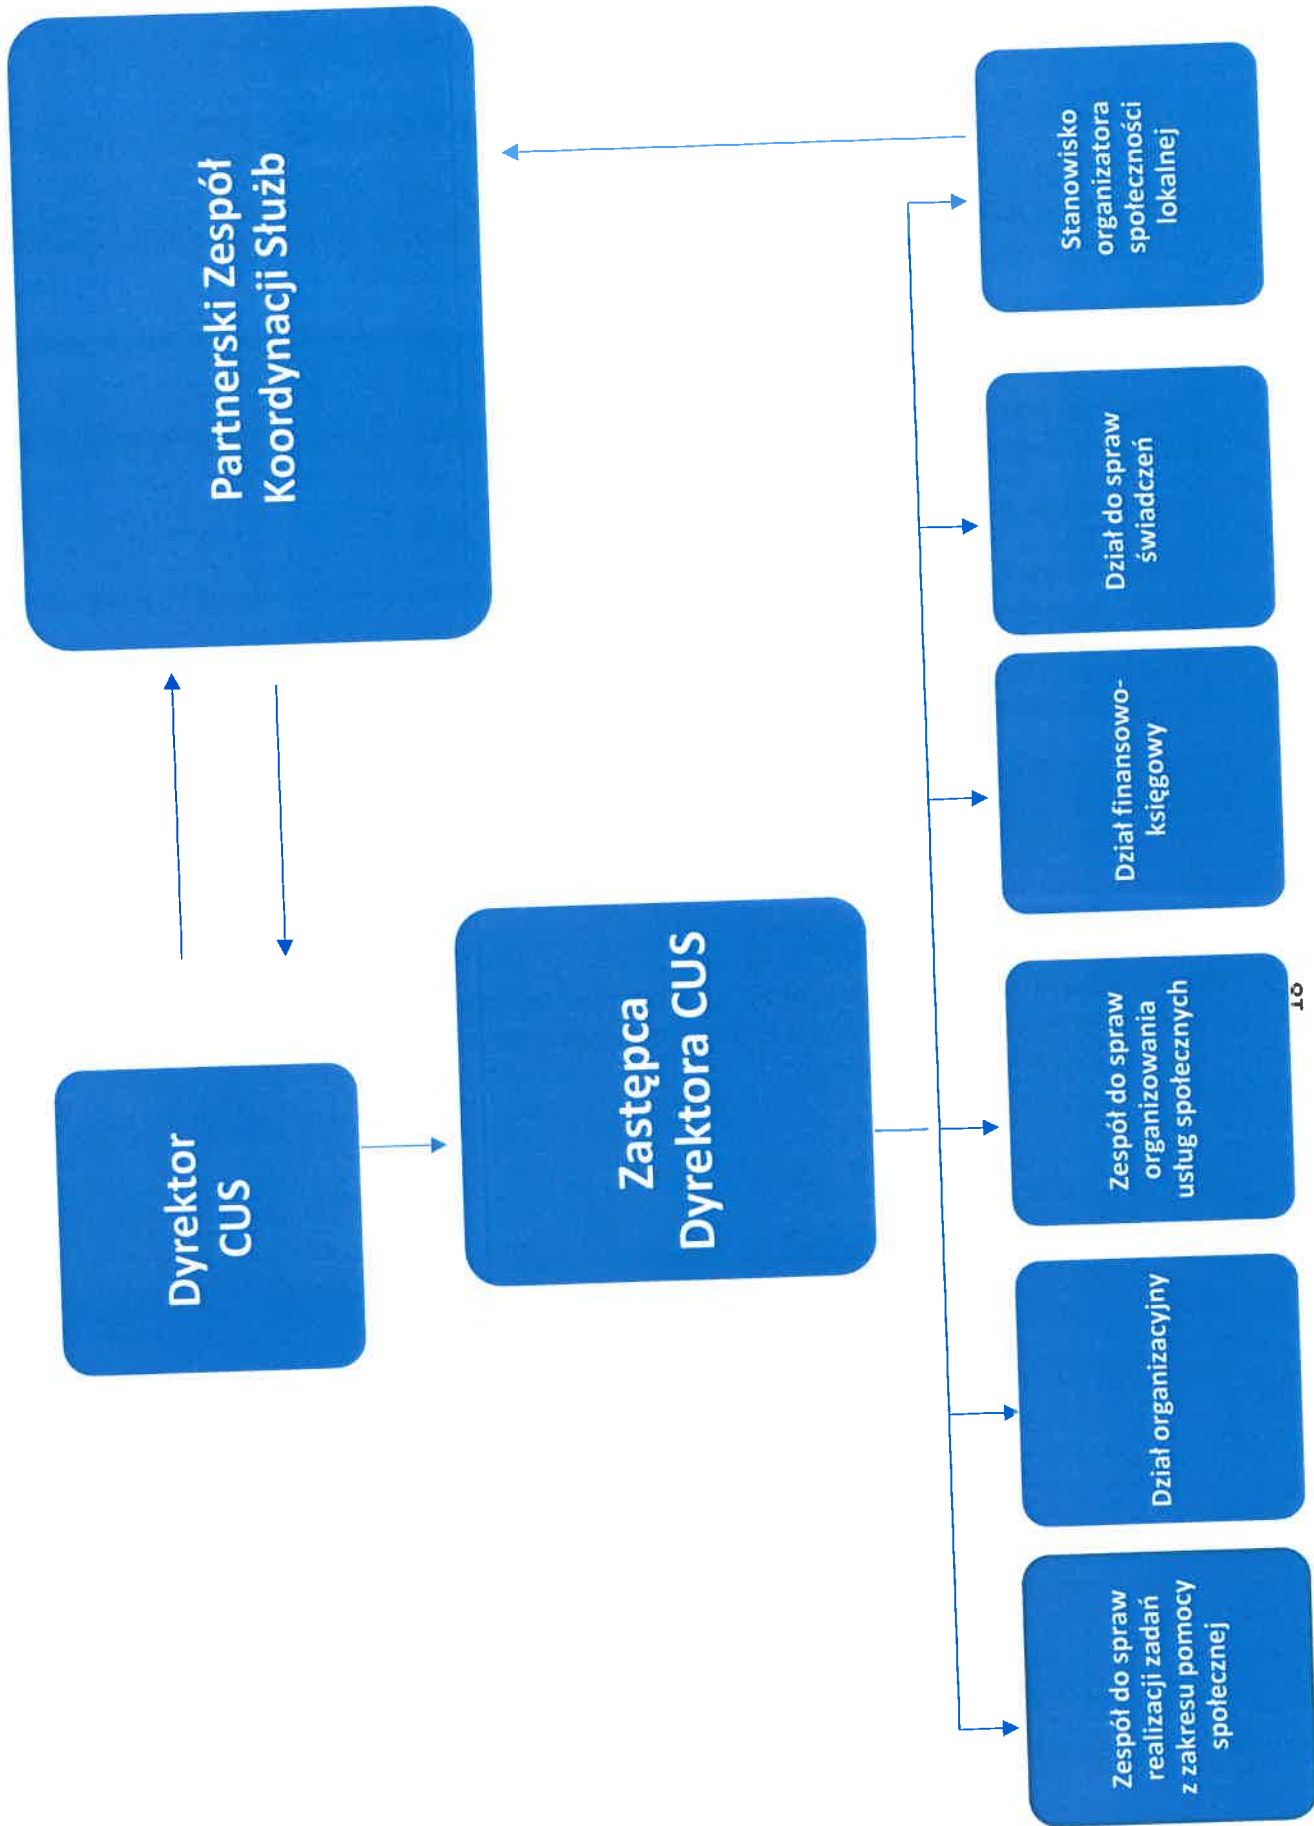 Dyrektor
CUS
Partnerski Zespół
Koordynacji Służb
Zastępca
Dyrektora CUS
Zespół do spraw
realizacji zadań
z zakresu pomocy
społecznej
Dział organizacyjny
Zespół do spraw
organizowania
usług społecznych
Dział finansowo-
księgowy
Dział do spraw
świadczeń
Stanowisko
organizatora
społeczności
lokalnej
18